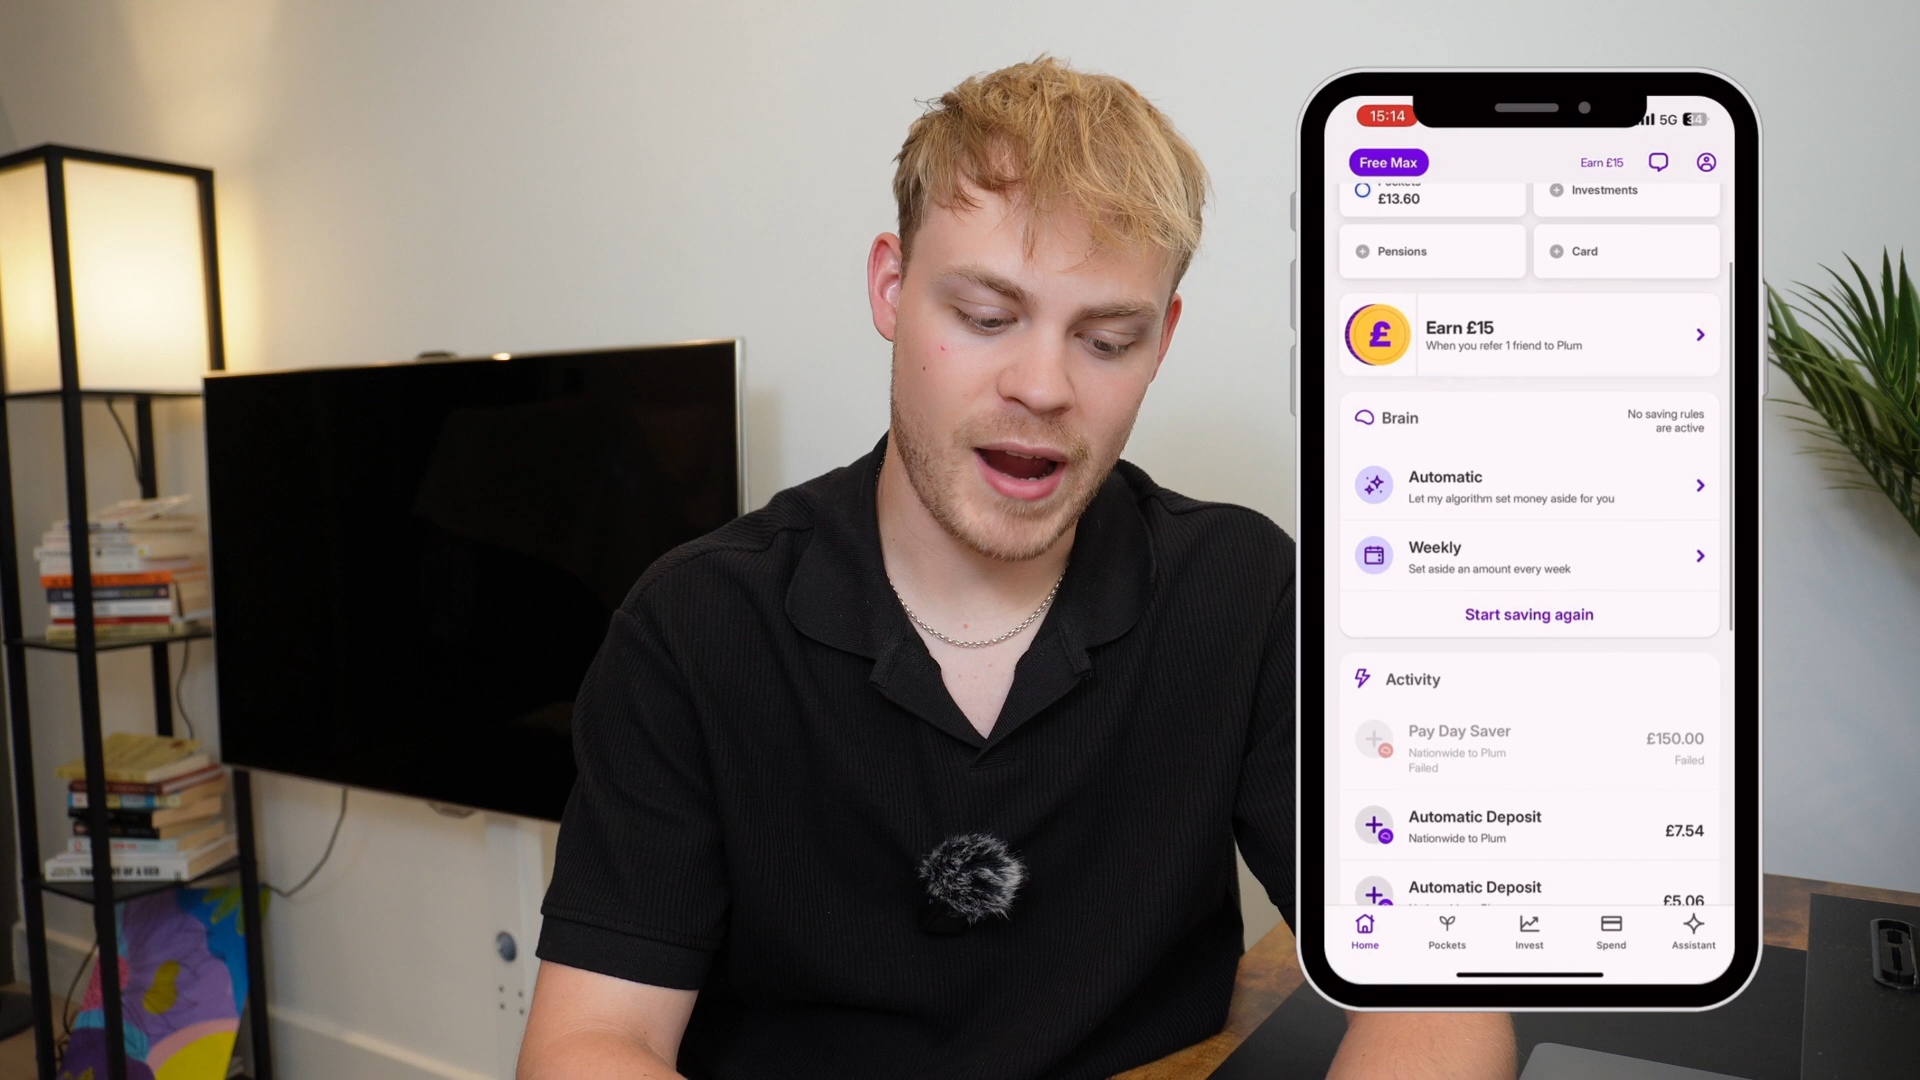 15:14
5G
34
Free Max
Earn £15
Pockets
£13.60
Investments
Pensions
Card
£
Earn £15
When you refer 1 friend to Plum
Brain
No saving rules
are active
Automatic
Let my algorithm set money aside for you
Weekly
Set aside an amount every week
Start saving again
Activity
Pay Day Saver
£150.00
Nationwide to Plum
Failed
Failed
Automatic Deposit
£7.54
Nationwide to Plum
Automatic Deposit
£5.06
Home
Pockets
Invest
Spend
Assistant